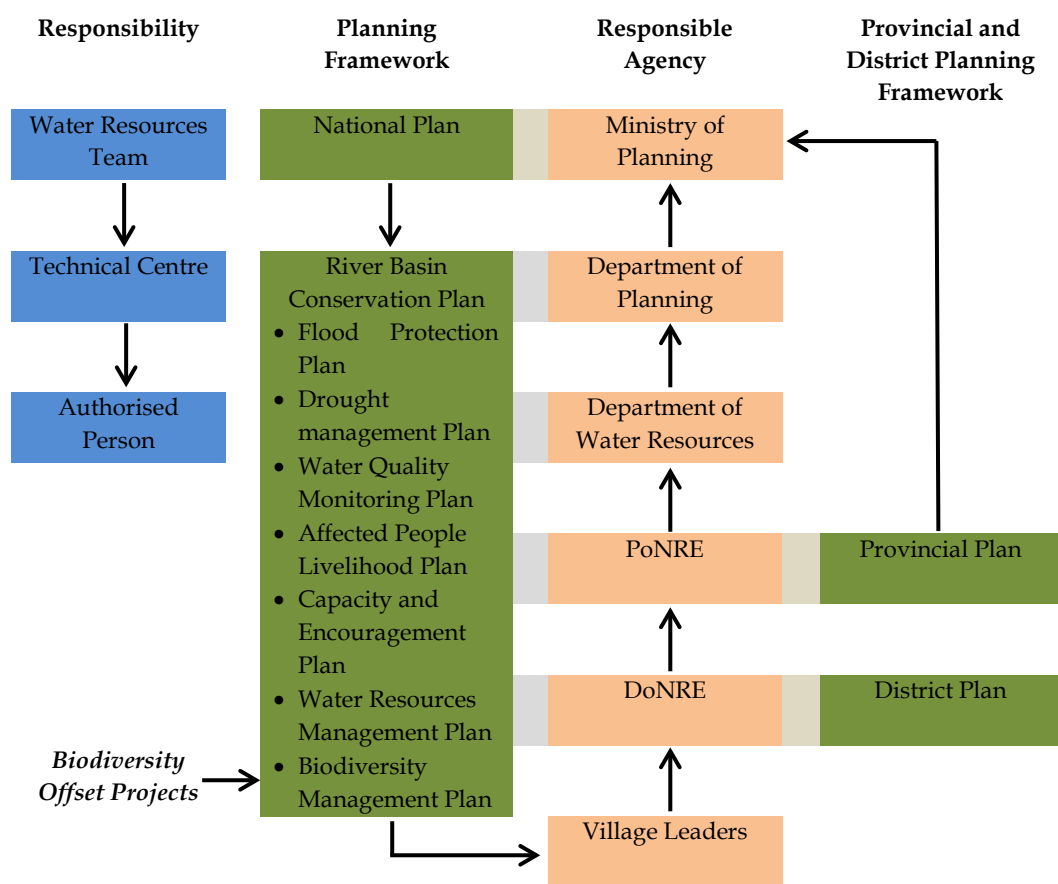 Responsibility
Planning
Framework
Responsible
Agency
Provincial and
District Planning
Framework
Water Resources
Team
National Plan
Ministry of
Planning
Technical Centre
River Basin
Conservation Plan
• Flood Protection
Plan
• Drought
management Plan
• Water Quality
Monitoring Plan
• Affected People
Livelihood Plan
• Capacity and
Encouragement
Plan
• Water Resources
Management Plan
• Biodiversity
Management Plan
Department of
Planning
Authorised
Person
Department of
Water Resources
PoNRE
Provincial Plan
DoNRE
District Plan
Biodiversity
Offset Projects
Village Leaders